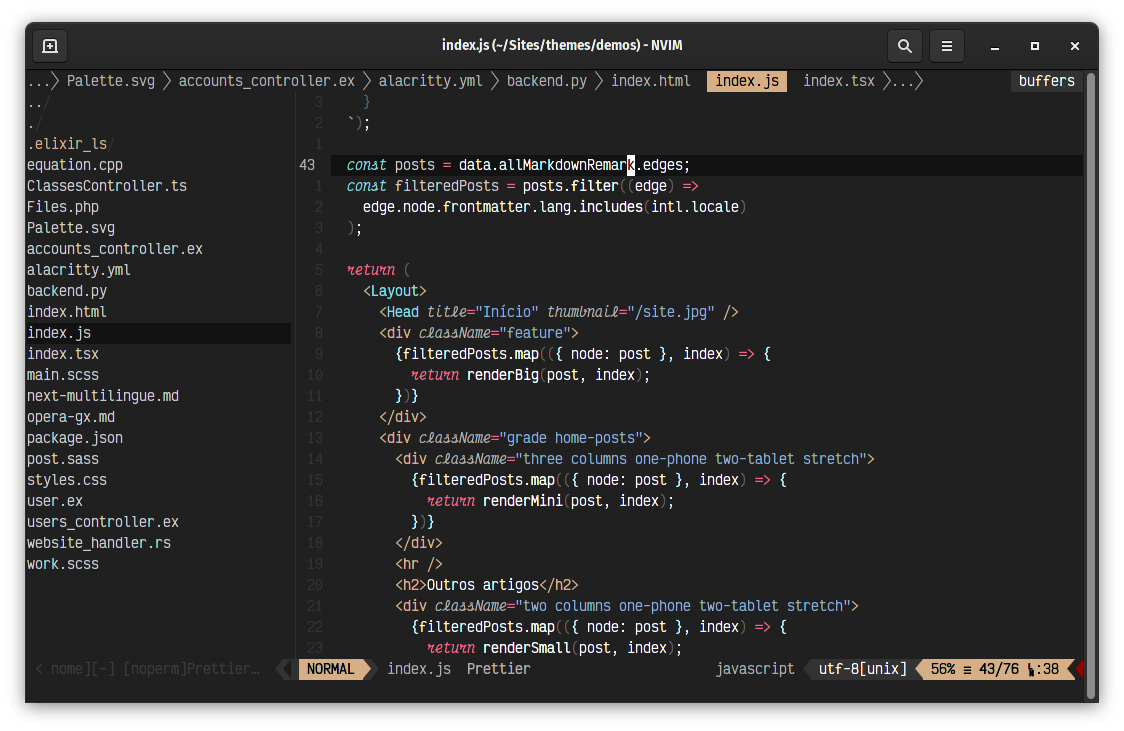 index.js (~/Sites/themes/demos) - NVIM
...〉 Palette.svg 〉 accounts_controller.ex 〉 alacritty.yml 〉 backend.py 〉 index.html index.js index.tsx 〉...〉 buffers
../
./
.elixir_ls/
equation.cpp
ClassesController.ts
Files.php
Palette.svg
accounts_controller.ex
alacritty.yml
backend.py
index.html
index.js
index.tsx
main.scss
next-multilingue.md
opera-gx.md
package.json
post.sass
styles.css
user.ex
users_controller.ex
website_handler.rs
work.scss
3 }
2 `);
1
43 const posts = data.allMarkdownRemark.edges;
1 const filteredPosts = posts.filter((edge) =>
2 edge.node.frontmatter.lang.includes(intl.locale)
3 );
4
5 return (
6 <Layout>
7 <Head title="Início" thumbnail="/site.jpg" />
8 <div className="feature">
9 {filteredPosts.map(({ node: post }, index) => {
10 return renderBig(post, index);
11 })}
12 </div>
13 <div className="grade home-posts">
14 <div className="three columns one-phone two-tablet stretch">
15 {filteredPosts.map(({ node: post }, index) => {
16 return renderMini(post, index);
17 })}
18 </div>
19 <hr />
20 <h2>Outros artigos</h2>
21 <div className="two columns one-phone two-tablet stretch">
22 {filteredPosts.map(({ node: post }, index) => {
23 return renderSmall(post, index);
< nome][-] [noperm]Prettier… NORMAL index.js Prettier javascript utf-8[unix] 56% ≡ 43/76 :38